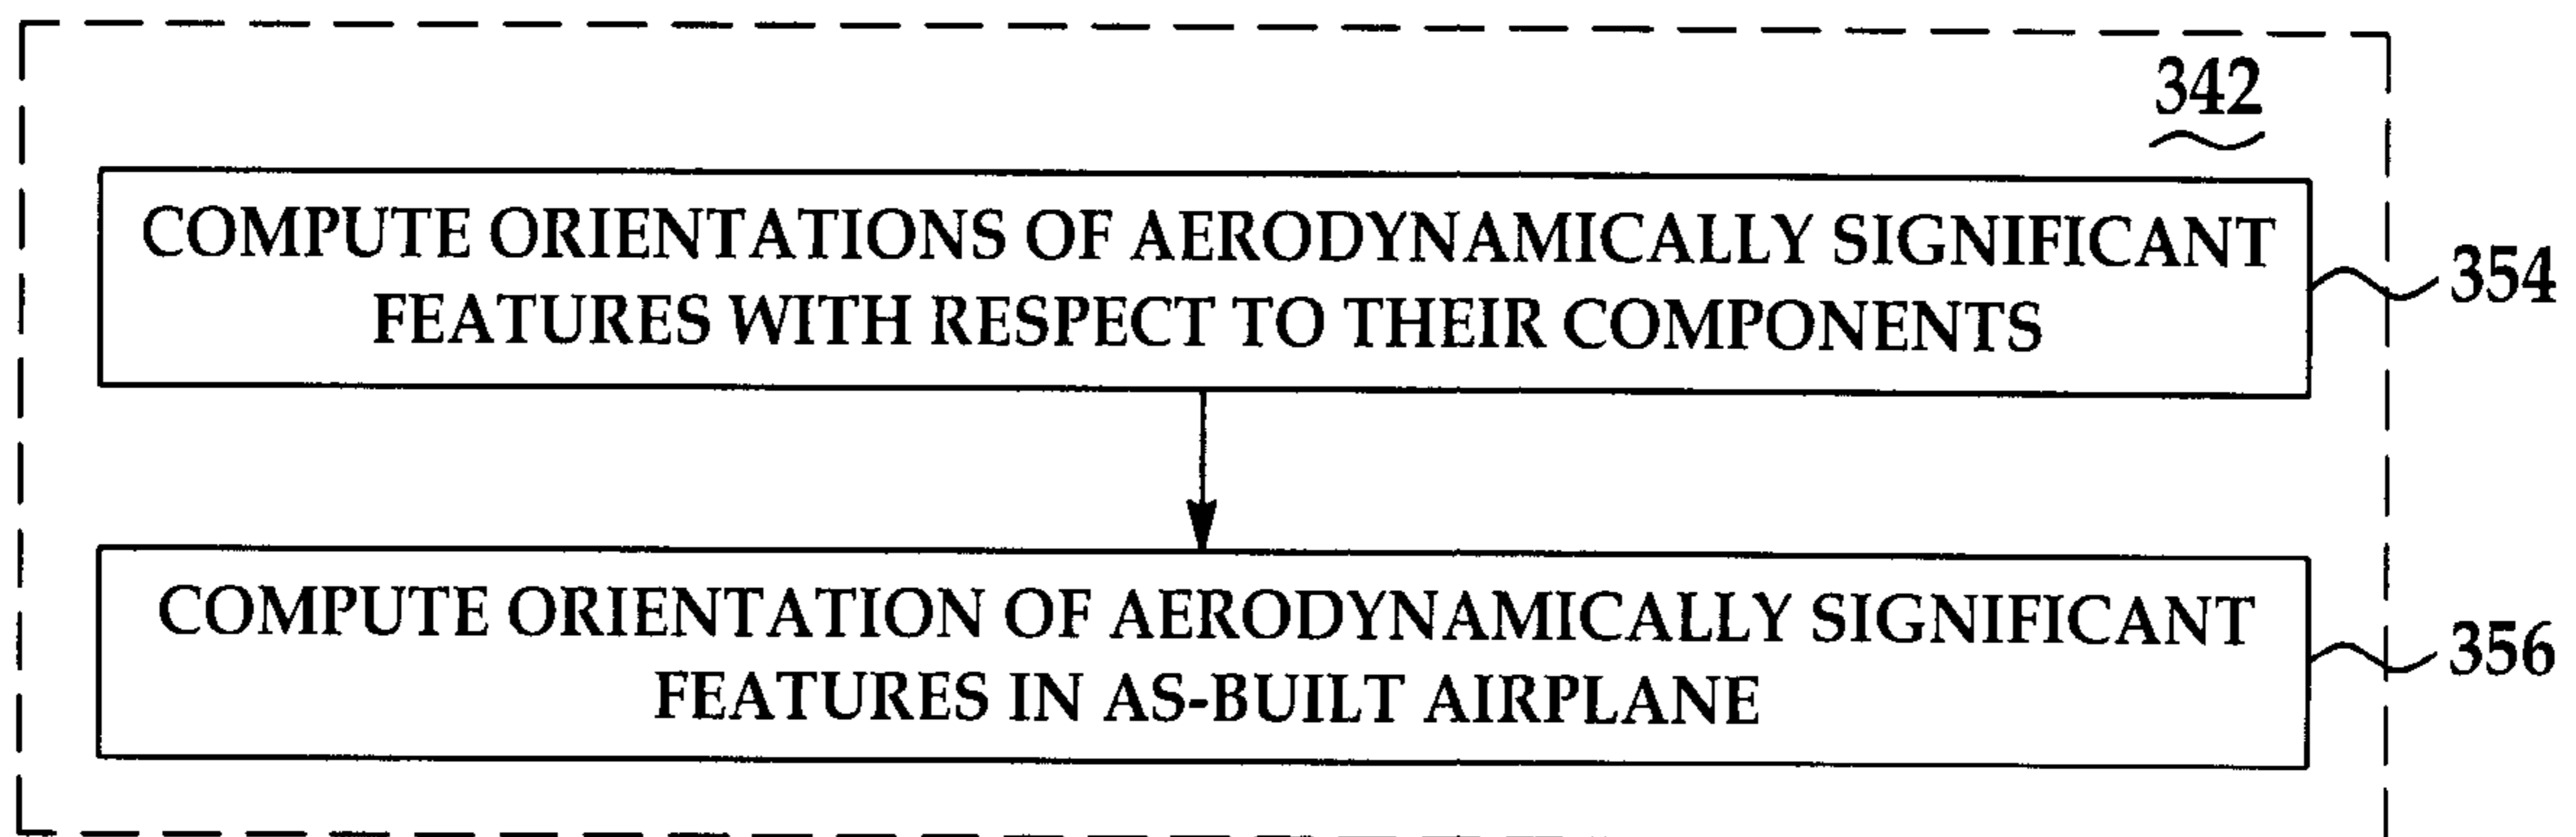 342
COMPUTE ORIENTATIONS OF AERODYNAMICALLY SIGNIFICANT
FEATURES WITH RESPECT TO THEIR COMPONENTS
354
COMPUTE ORIENTATION OF AERODYNAMICALLY SIGNIFICANT
FEATURES IN AS-BUILT AIRPLANE
356